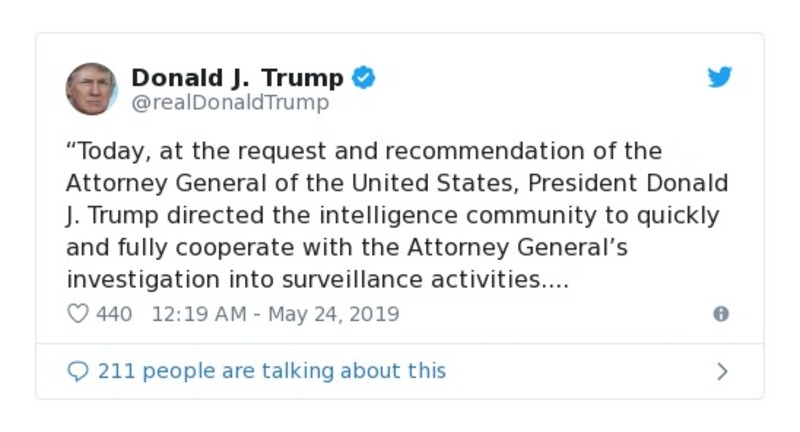 Donald J. Trump
@realDonaldTrump
“Today, at the request and recommendation of the
Attorney General of the United States, President Donald
J. Trump directed the intelligence community to quickly
and fully cooperate with the Attorney General’s
investigation into surveillance activities....
440 12:19 AM - May 24, 2019
211 people are talking about this